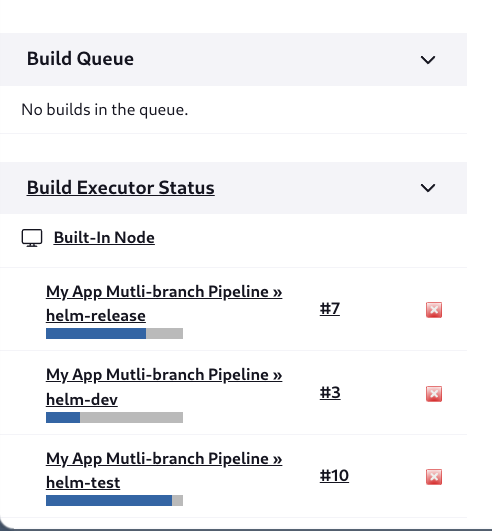 Build Queue
No builds in the queue.
Build Executor Status
Built-In Node
My App Mutli-branch Pipeline »
helm-release
#7
My App Mutli-branch Pipeline »
helm-dev
#3
My App Mutli-branch Pipeline »
helm-test
#10